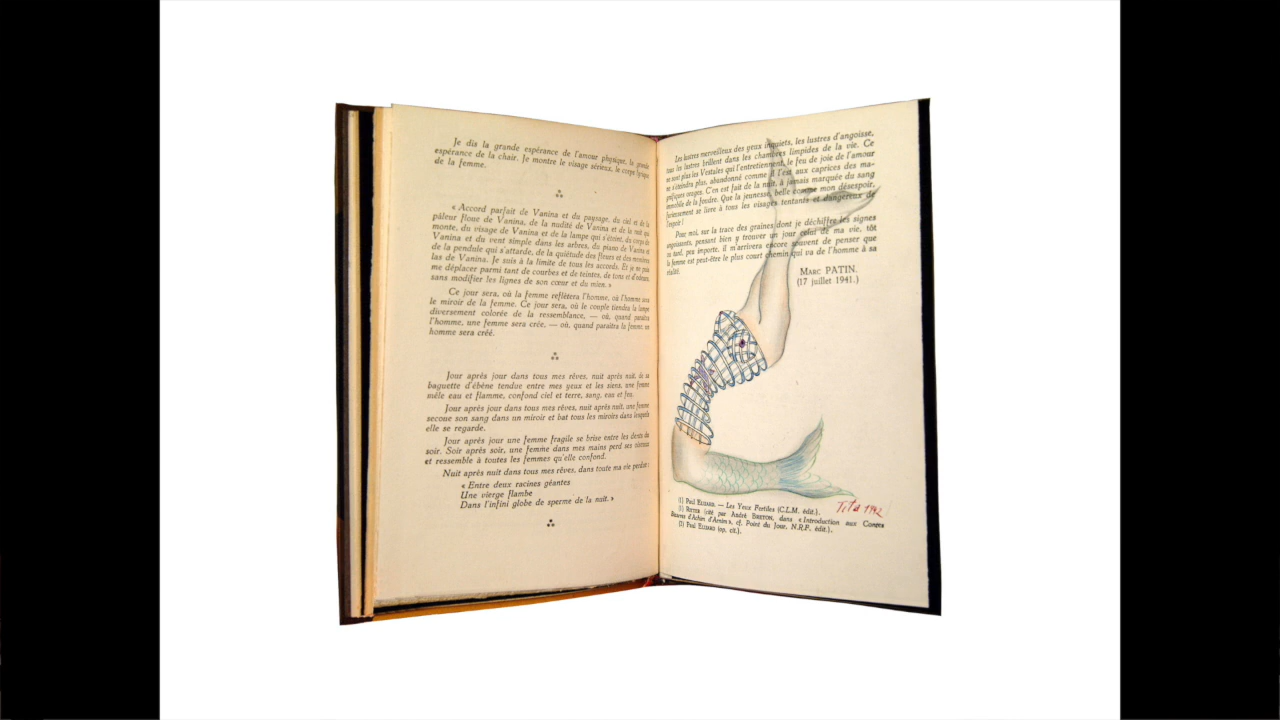 Je dis la grande espérance de l'amour physique, la grande
espérance de la chair. Je montre le visage sérieux, le corps lyrique
de la femme.
« Accord parfait de Vanina et du paysage, du ciel et de la
pâleur floue de Vanina, de la nudité de Vanina et de la nuit qui
monte, du visage de Vanina et de la lampe qui s'éteint, du corps de
Vanina et du vent simple dans les arbres, du piano de Vanina et
de la pendule qui s'attarde, de la quiétude des fleurs et des
las de Vanina. Je suis à la limite de tous les accords. Et je ne puis
me déplacer parmi tant de courbes et de teintes, de tons et d'odeurs
sans modifier les lignes de son cœur et du mien. »
Ce jour sera, où la femme reflètera l'homme, où l'homme sera
le miroir de la femme. Ce jour sera, où le couple tiendra la lampe
diversement colorée de la ressemblance, — où, quand paraîtra
l'homme, une femme sera crée, — où, quand paraîtra la femme un
homme sera créé.
Jour après jour dans tous mes rêves, nuit après nuit, de sa
baguette d'ébène tendue entre mes yeux et les siens, une femme
mêle eau et flamme, confond ciel et terre, sang, eau et feu.
Jour après jour dans tous mes rêves, nuit après nuit, une femme
secoue son sang dans un miroir et bat tous les miroirs dans lesquels
elle se regarde.
Jour après jour une femme fragile se brise entre les dents du
soir. Soir après soir, une femme dans mes mains perd ses
et ressemble à toutes les femmes qu'elle confond.
Nuit après nuit dans tous mes rêves, dans toute ma vie perdue :
« Entre deux racines géantes
Une vierge flambe
Dans l'infini globe de sperme de la nuit. »
Les lustres merveilleux des yeux inquiets, les lustres d'angoisse,
tous les lustres brillent dans les chambres limpides de la vie. Ce
ne sont plus les Vestales qui l'entretiennent, le feu de joie de l'amour
ne s'éteindra plus, abandonné comme il l'est aux caprices des ma-
gnifiques orages. C'en est fait de la nuit, à jamais marquée du sang
immobile de la foudre. Que la jeunesse, belle comme mon désespoir,
furieusement se livre à tous les visages tentants et dangereux de
l'espoir !
Pour moi, sur la trace des graines dont je déchiffre les signes
angoissants, pensant bien y trouver un jour celui de ma vie, tôt
ou tard, peu importe, il m'arrivera encore souvent de penser que
la femme est peut-être le plus court chemin qui va de l'homme à sa
réalité.
Marc PATIN.
(17 juillet 1941.)
(1) Paul Eluard. — Les Yeux Fertiles (G.L.M. édit.).
(1) Ritter (cité par André Breton, dans « Introduction aux Contes
Bizarres d'Achim d'Arnim », cf. Point du Jour, N.R.F. édit.).
(1) Paul Eluard (op. cit.).
Tita 1942